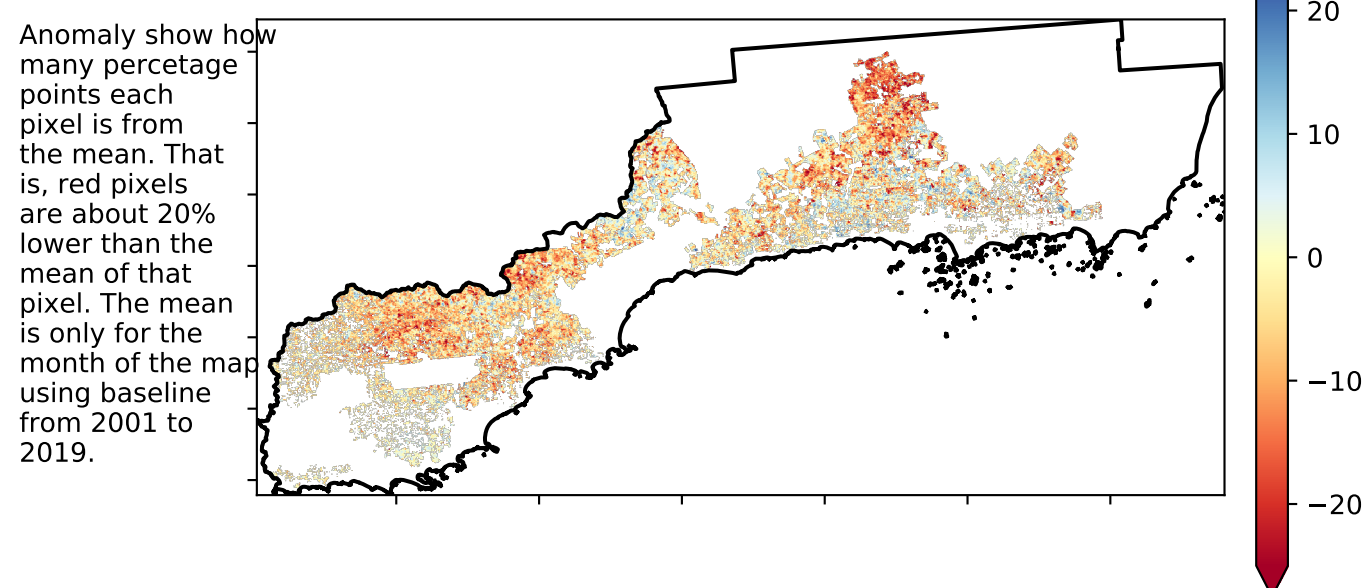 Anomaly show how
many percetage
points each
pixel is from
the mean. That
is, red pixels
are about 20%
lower than the
mean of that
pixel. The mean
is only for the
month of the map
using baseline
from 2001 to
2019.
20
10
0
−10
−20